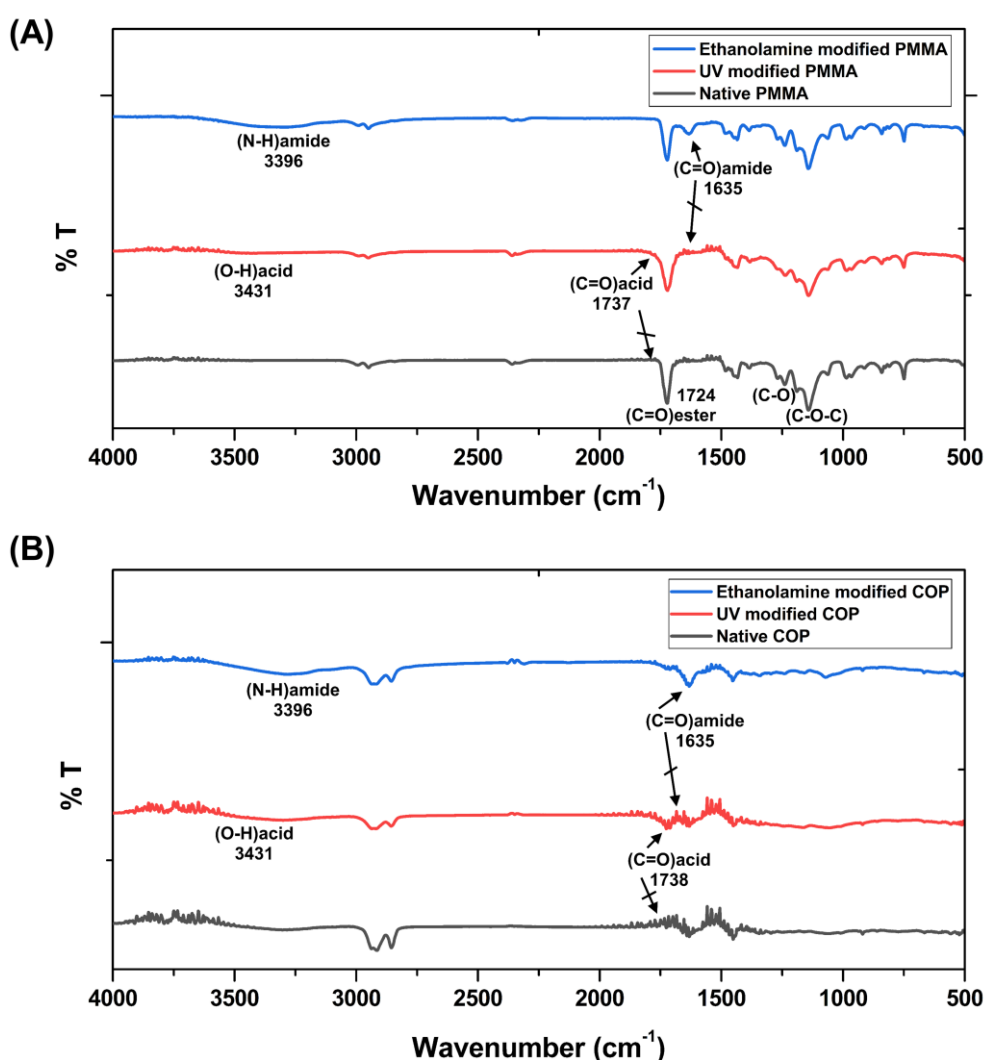 (A)
Ethanolamine modified PMMA
UV modified PMMA
Native PMMA
(N-H)amide
3396
(C=O)amide
1635
(O-H)acid
3431
(C=O)acid
1737
1724
(C=O)ester
(C-O)
(C-O-C)
% T
4000 3500 3000 2500 2000 1500 1000 500
Wavenumber (cm⁻¹)
(B)
Ethanolamine modified COP
UV modified COP
Native COP
(N-H)amide
3396
(C=O)amide
1635
(O-H)acid
3431
(C=O)acid
1738
% T
4000 3500 3000 2500 2000 1500 1000 500
Wavenumber (cm⁻¹)